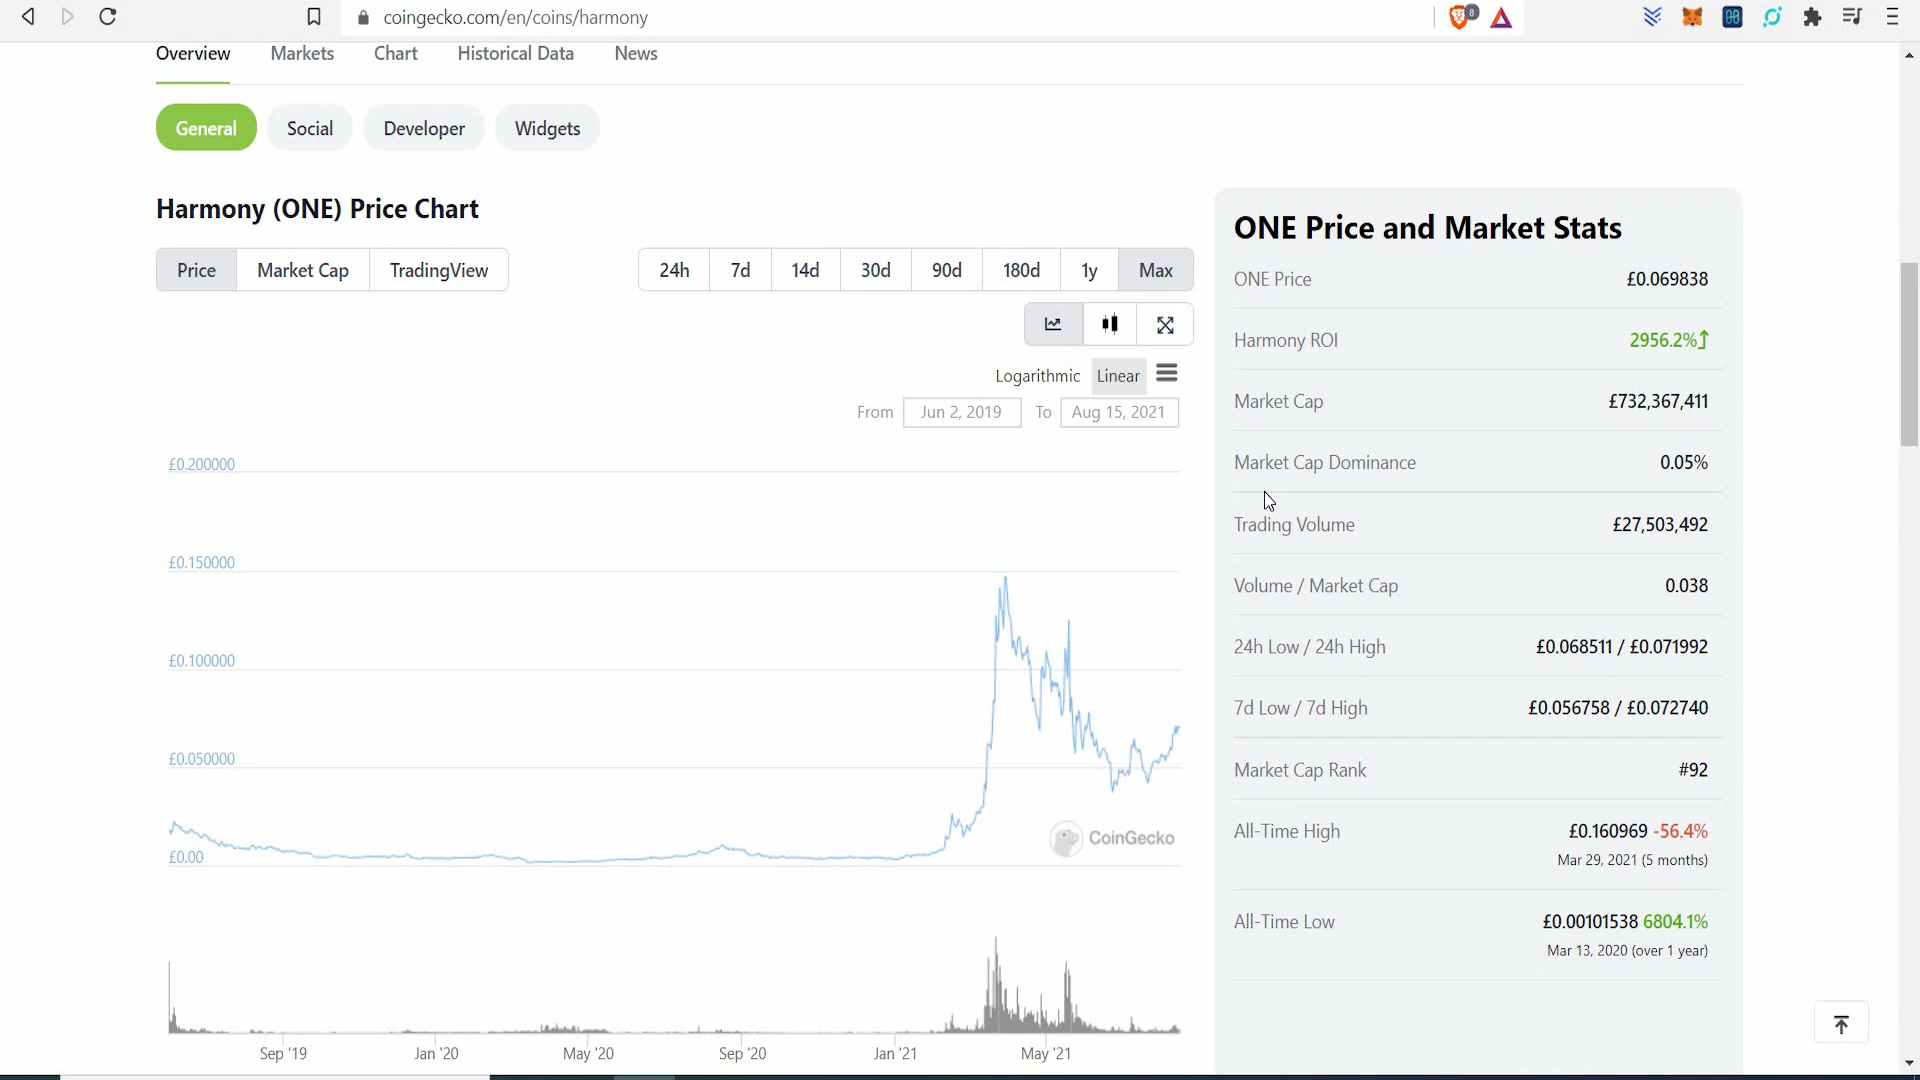 coingecko.com/en/coins/harmony
8
Overview Markets Chart Historical Data News
General Social Developer Widgets
Harmony (ONE) Price Chart
Price Market Cap TradingView 24h 7d 14d 30d 90d 180d 1y Max
Logarithmic Linear
From Jun 2, 2019 To Aug 15, 2021
£0.200000
£0.150000
£0.100000
£0.050000
£0.00
CoinGecko
Sep '19 Jan '20 May '20 Sep '20 Jan '21 May '21
ONE Price and Market Stats
ONE Price £0.069838
Harmony ROI 2956.2%
Market Cap £732,367,411
Market Cap Dominance 0.05%
Trading Volume £27,503,492
Volume / Market Cap 0.038
24h Low / 24h High £0.068511 / £0.071992
7d Low / 7d High £0.056758 / £0.072740
Market Cap Rank #92
All-Time High £0.160969 -56.4%
Mar 29, 2021 (5 months)
All-Time Low £0.00101538 6804.1%
Mar 13, 2020 (over 1 year)